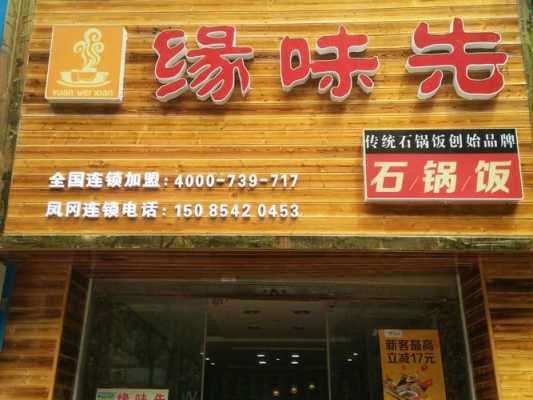 缘味先
YUAN WEI XIAN
传统石锅饭创始品牌
石/锅/饭
全国连锁加盟:4000-739-717
凤冈连锁电话:150 8542 0453
新客最高
立减17元
缘味先